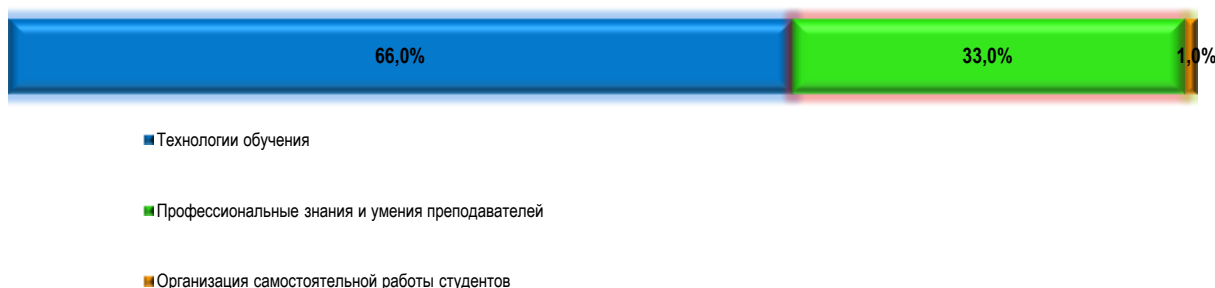 66,0% 33,0% 1,0%
Технологии обучения
Профессиональные знания и умения преподавателей
Организация самостоятельной работы студентов